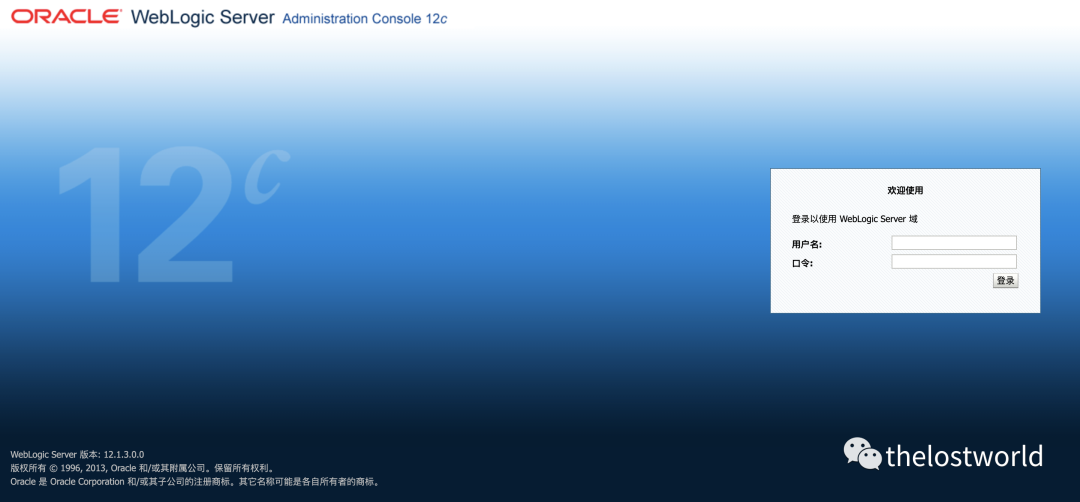 ORACLE WebLogic Server Administration Console 12c
12c
欢迎使用
登录以使用 WebLogic Server 域
用户名:
口令:
登录
WebLogic Server 版本: 12.1.3.0.0
版权所有 © 1996, 2013, Oracle 和/或其附属公司。保留所有权利。
Oracle 是 Oracle Corporation 和/或其子公司的注册商标。其它名称可能是各自所有者的商标。
thelostworld